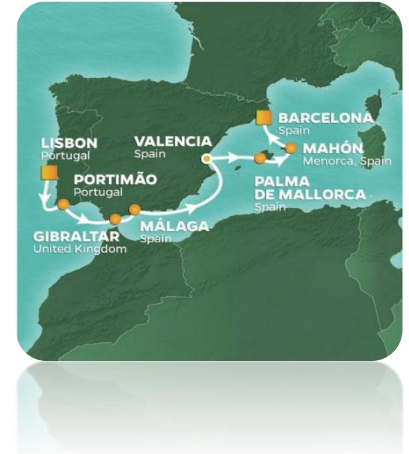 LISBON
Portugal
PORTIMÃO
Portugal
GIBRALTAR
United Kingdom
MÁLAGA
Spain
VALENCIA
Spain
PALMA
DE MALLORCA
Spain
MAHÓN
Menorca, Spain
BARCELONA
Spain